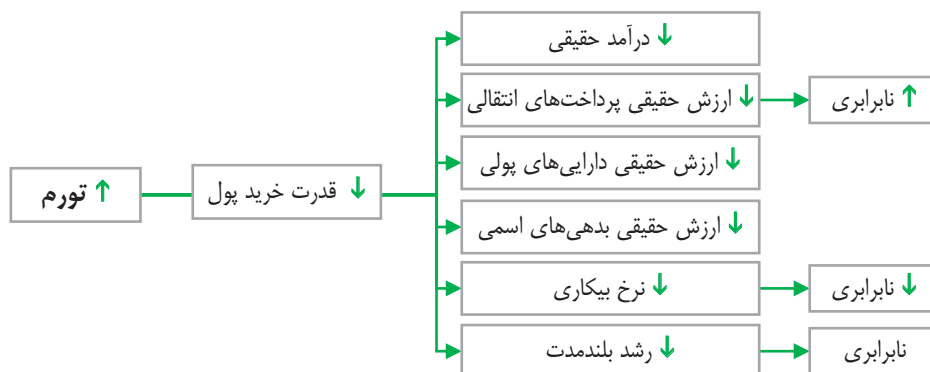 ↓ درآمد حقیقی
↓ ارزش حقیقی پرداخت‌های انتقالی
↑ نابرابری
↓ ارزش حقیقی دارایی‌های پولی
↑ تورم
↓ قدرت خرید پول
↓ ارزش حقیقی بدهی‌های اسمی
↓ نرخ بیکاری
↓ نابرابری
↓ رشد بلندمدت
نابرابری